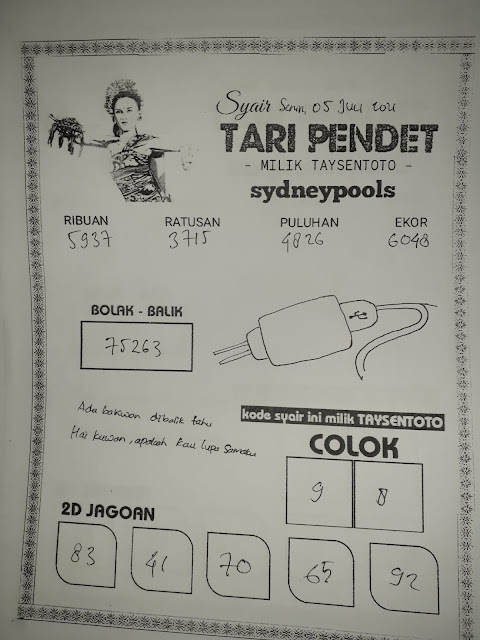 Syair Senin, 05 Juli 2021
TARI PENDET
- MILIK TAYSENTOTO -
sydneypools
RIBUAN RATUSAN PULUHAN EKOR
5937 3715 4826 6048
BOLAK - BALIK
75263
Ada bakwan dibalik tahu
Hai kawan, apakah kau lupa samaku
kode syair ini milik TAYSENTOTO
COLOK
9 8
2D JAGOAN
83 41 70 65 92